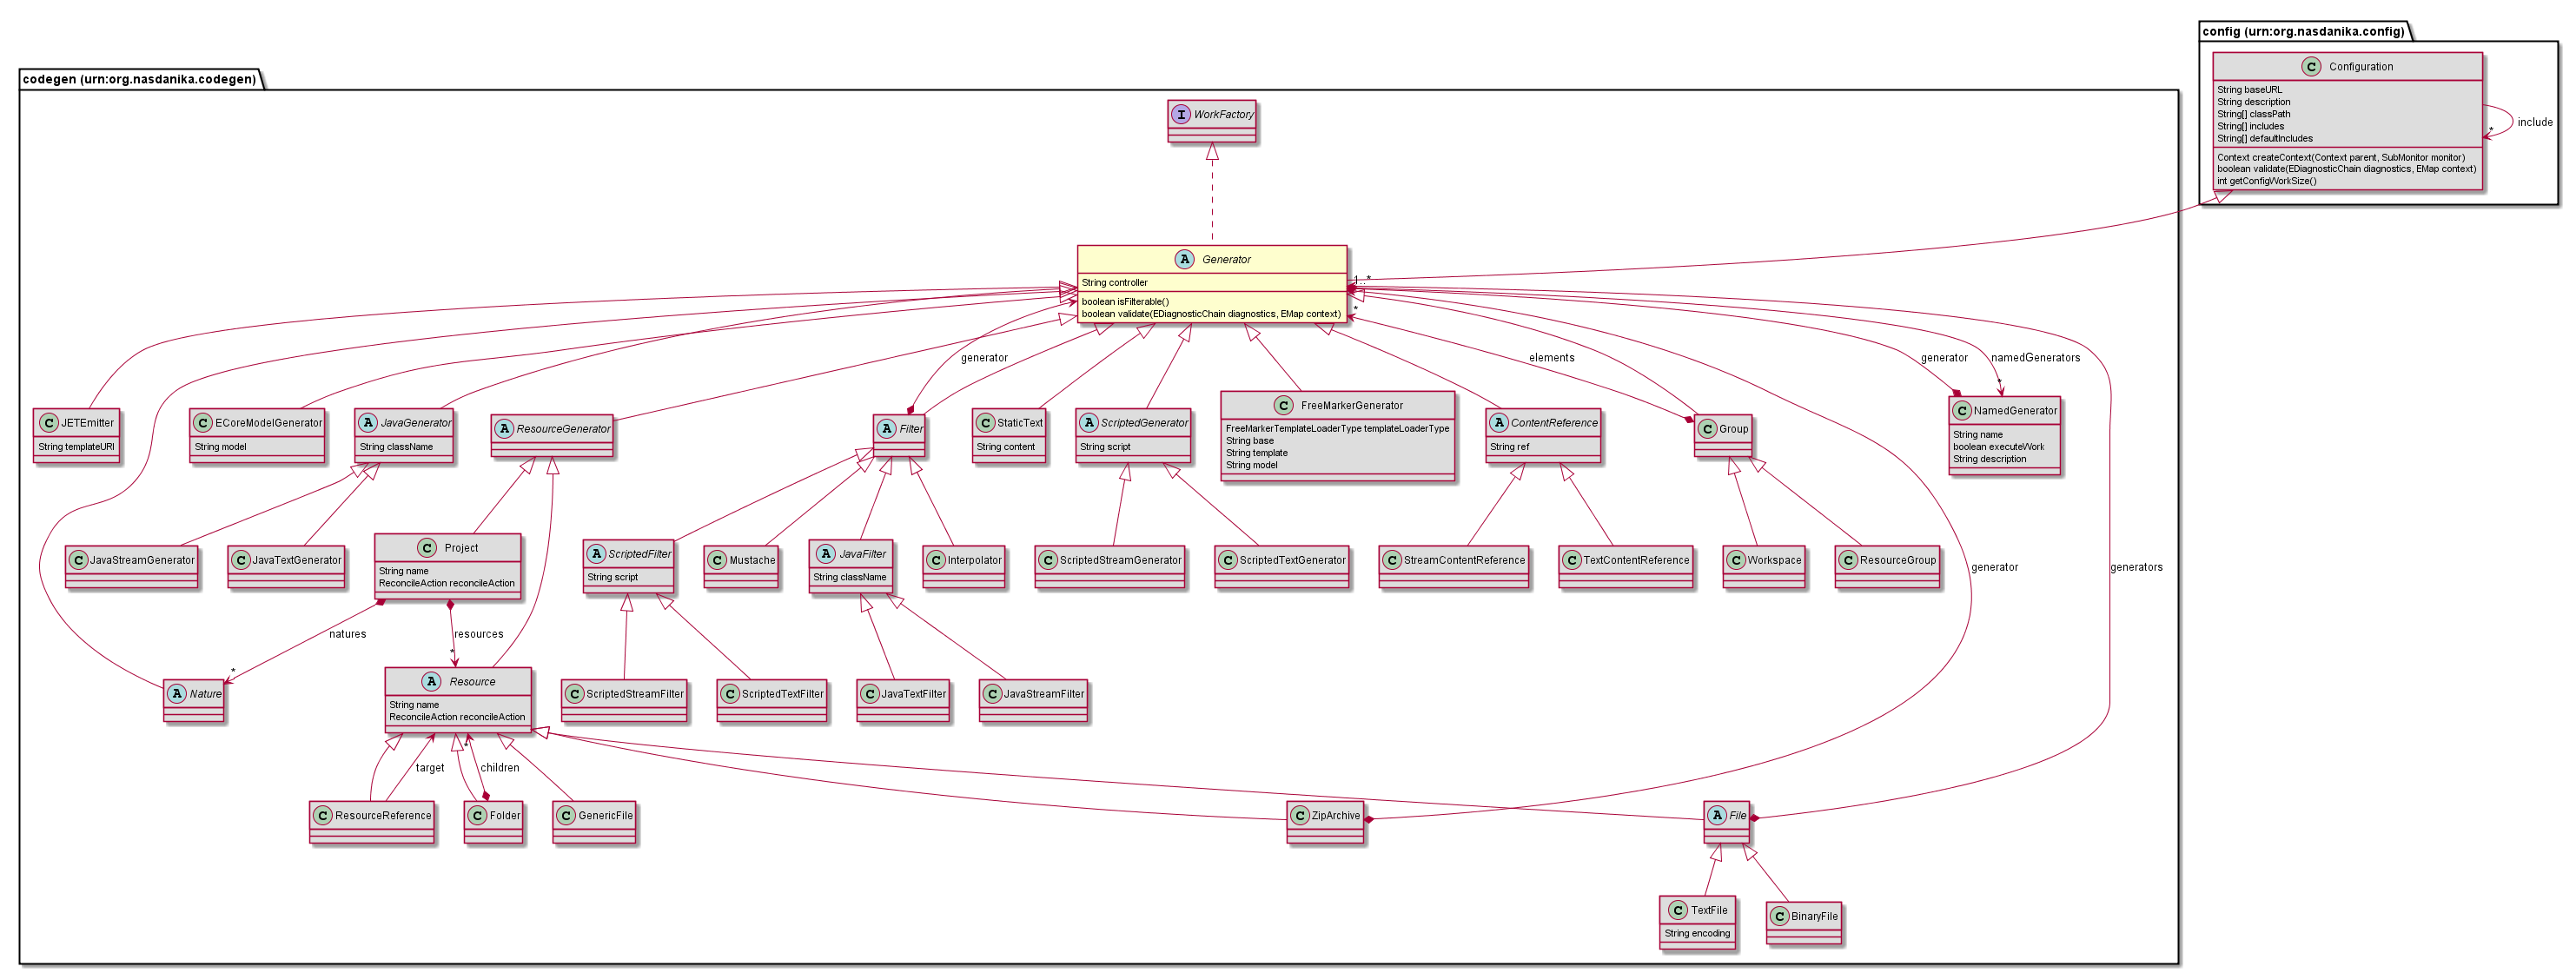 config (urn:org.nasdanika.config)
C Configuration
String baseURL
String description
String[] classPath
String[] includes
String[] defaultIncludes
Context createContext(Context parent, SubMonitor monitor)
boolean validate(EDiagnosticChain diagnostics, EMap context)
int getConfigWorkSize()
*
include
codegen (urn:org.nasdanika.codegen)
I WorkFactory
A Generator
String controller
boolean isFilterable()
boolean validate(EDiagnosticChain diagnostics, EMap context)
1..*
*
generator
elements
generator
namedGenerators
*
C JETEmitter
String templateURI
C ECoreModelGenerator
String model
A JavaGenerator
String className
A ResourceGenerator
A Filter
C StaticText
String content
A ScriptedGenerator
String script
C FreeMarkerGenerator
FreeMarkerTemplateLoaderType templateLoaderType
String base
String template
String model
A ContentReference
String ref
C Group
C NamedGenerator
String name
boolean executeWork
String description
C JavaStreamGenerator
C JavaTextGenerator
C Project
String name
ReconcileAction reconcileAction
A ScriptedFilter
String script
C Mustache
A JavaFilter
String className
C Interpolator
C ScriptedStreamGenerator
C ScriptedTextGenerator
C StreamContentReference
C TextContentReference
C Workspace
C ResourceGroup
generator
generators
natures
*
resources
*
A Nature
A Resource
String name
ReconcileAction reconcileAction
C ScriptedStreamFilter
C ScriptedTextFilter
C JavaTextFilter
C JavaStreamFilter
*
target
children
C ResourceReference
C Folder
C GenericFile
C ZipArchive
A File
C TextFile
String encoding
C BinaryFile